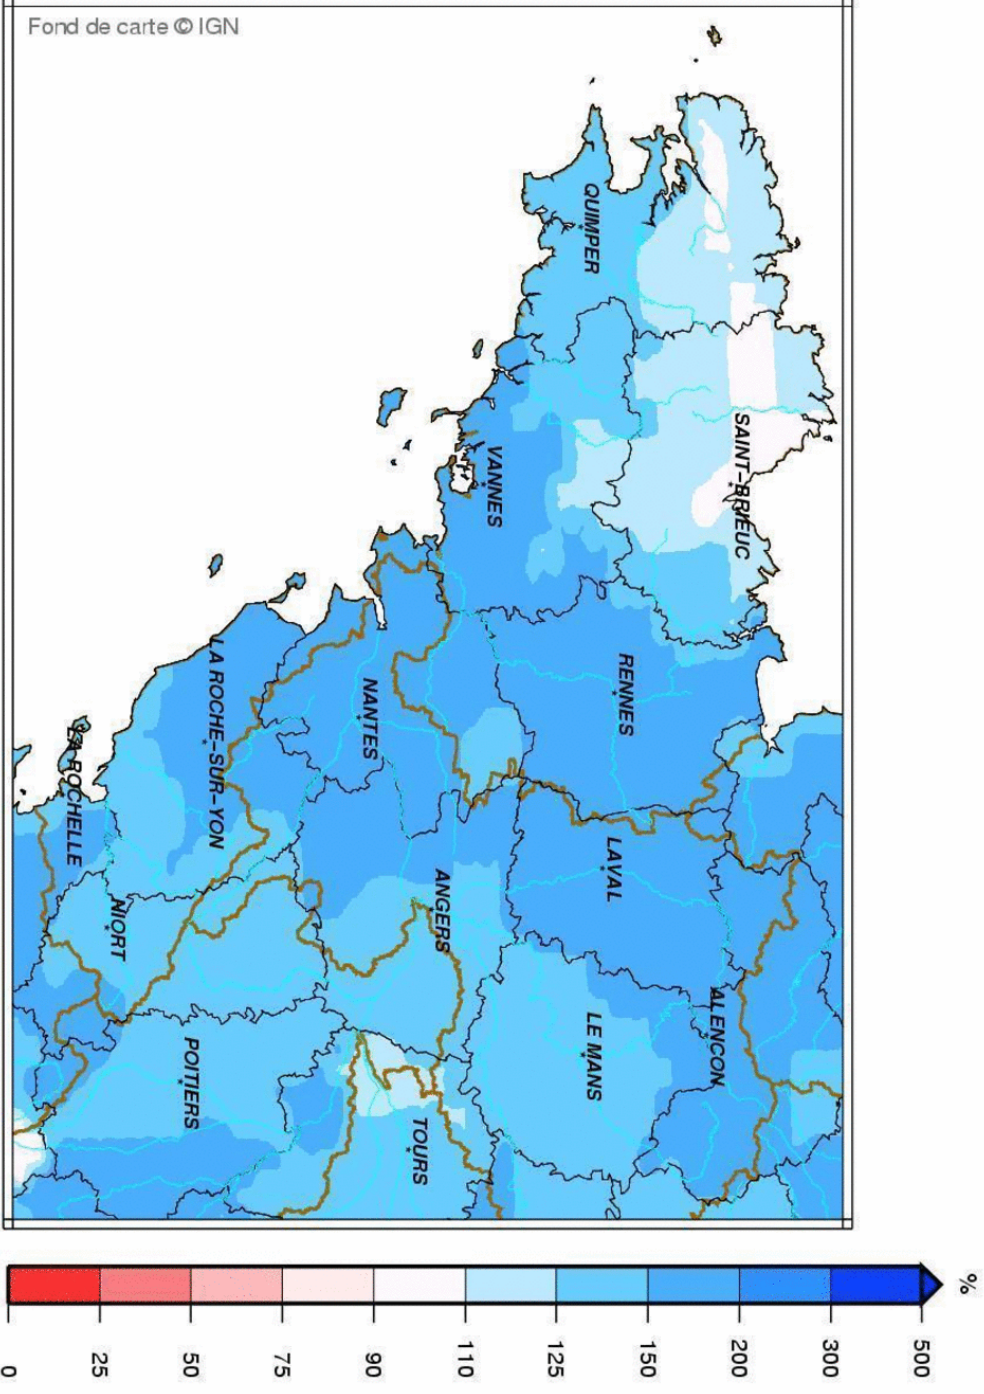 Fond de carte © IGN
QUIMPER
SAINT-BRIEUC
VANNES
RENNES
LA ROCHE-SUR-YON
NANTES
LA ROCHELLE
LAVAL
ANGERS
NIORT
ALENCON
LE MANS
POITIERS
TOURS
%
0 25 50 75 90 110 125 150 200 300 500